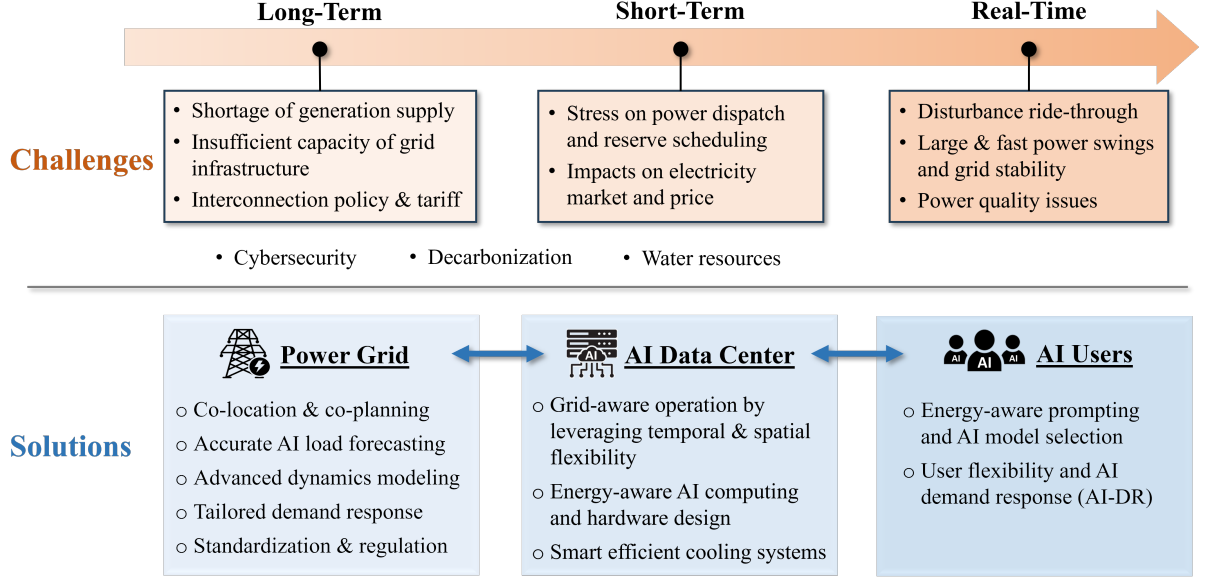 Long-Term
Short-Term
Real-Time
Challenges
• Shortage of generation supply
• Insufficient capacity of grid
infrastructure
• Interconnection policy & tariff
• Stress on power dispatch
and reserve scheduling
• Impacts on electricity
market and price
• Disturbance ride-through
• Large & fast power swings
and grid stability
• Power quality issues
• Cybersecurity
• Decarbonization
• Water resources
Solutions
Power Grid
o Co-location & co-planning
o Accurate AI load forecasting
o Advanced dynamics modeling
o Tailored demand response
o Standardization & regulation
AI
AI Data Center
o Grid-aware operation by
leveraging temporal & spatial
flexibility
o Energy-aware AI computing
and hardware design
o Smart efficient cooling systems
AI
AI
AI
AI Users
o Energy-aware prompting
and AI model selection
o User flexibility and AI
demand response (AI-DR)